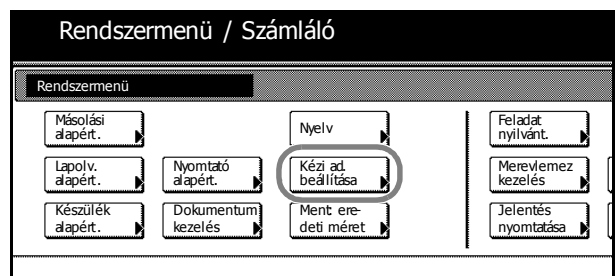 Rendszermenü / Számláló
Rendszermenü
Másolási
alapért.
Nyelv
Feladat
nyilvánt.
Lapolv.
alapért.
Nyomtató
alapért.
Kézi ad.
beállítása
Merevlemez
kezelés
Készülék
alapért.
Dokumentum
kezelés
Ment. ere-
deti méret
Jelentés
nyomtatása